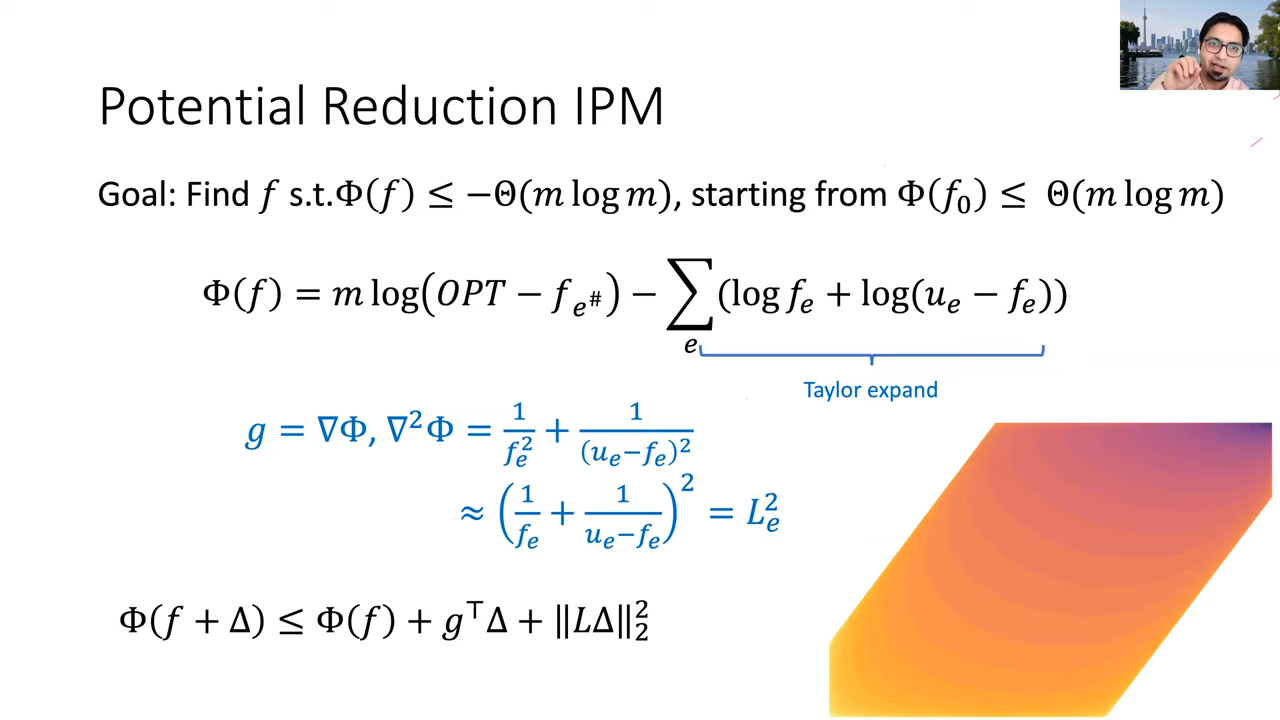 Potential Reduction IPM
Goal: Find 𝑓 s.t.Φ(𝑓) ≤ −Θ(𝑚 log 𝑚), starting from Φ(𝑓₀) ≤ Θ(𝑚 log 𝑚)
Φ(𝑓) = 𝑚 log(𝑂𝑃𝑇 − 𝑓_{𝑒^#}) − ∑_𝑒 (log 𝑓_𝑒 + log(𝑢_𝑒 − 𝑓_𝑒))
Taylor expand
𝑔 = ∇Φ, ∇²Φ = 1/𝑓_𝑒² + 1/(𝑢_𝑒−𝑓_𝑒)²
≈ (1/𝑓_𝑒 + 1/(𝑢_𝑒−𝑓_𝑒))² = 𝐿_𝑒²
Φ(𝑓 + Δ) ≤ Φ(𝑓) + 𝑔^⊤Δ + ‖𝐿Δ‖₂²